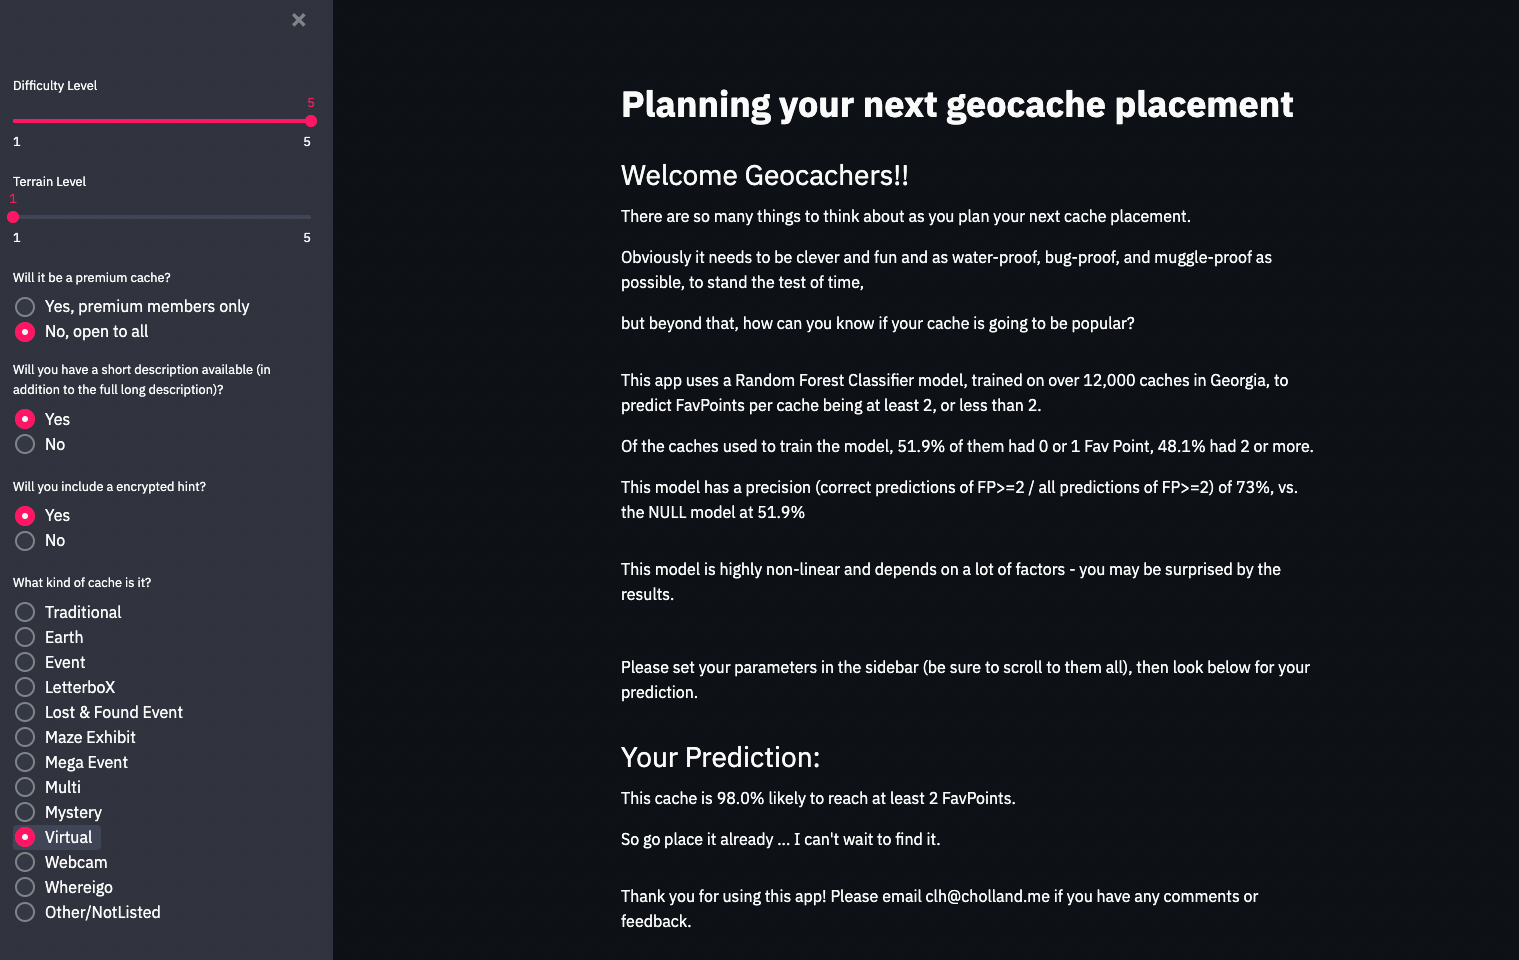 ×
Difficulty Level
5
1 5
Terrain Level
1
1 5
Will it be a premium cache?
Yes, premium members only
No, open to all
Will you have a short description available (in
addition to the full long description)?
Yes
No
Will you include a encrypted hint?
Yes
No
What kind of cache is it?
Traditional
Earth
Event
LetterboX
Lost & Found Event
Maze Exhibit
Mega Event
Multi
Mystery
Virtual
Webcam
Whereigo
Other/NotListed
Planning your next geocache placement
Welcome Geocachers!!
There are so many things to think about as you plan your next cache placement.
Obviously it needs to be clever and fun and as water-proof, bug-proof, and muggle-proof as
possible, to stand the test of time,
but beyond that, how can you know if your cache is going to be popular?
This app uses a Random Forest Classifier model, trained on over 12,000 caches in Georgia, to
predict FavPoints per cache being at least 2, or less than 2.
Of the caches used to train the model, 51.9% of them had 0 or 1 Fav Point, 48.1% had 2 or more.
This model has a precision (correct predictions of FP>=2 / all predictions of FP>=2) of 73%, vs.
the NULL model at 51.9%
This model is highly non-linear and depends on a lot of factors - you may be surprised by the
results.
Please set your parameters in the sidebar (be sure to scroll to them all), then look below for your
prediction.
Your Prediction:
This cache is 98.0% likely to reach at least 2 FavPoints.
So go place it already ... I can't wait to find it.
Thank you for using this app! Please email clh@cholland.me if you have any comments or
feedback.